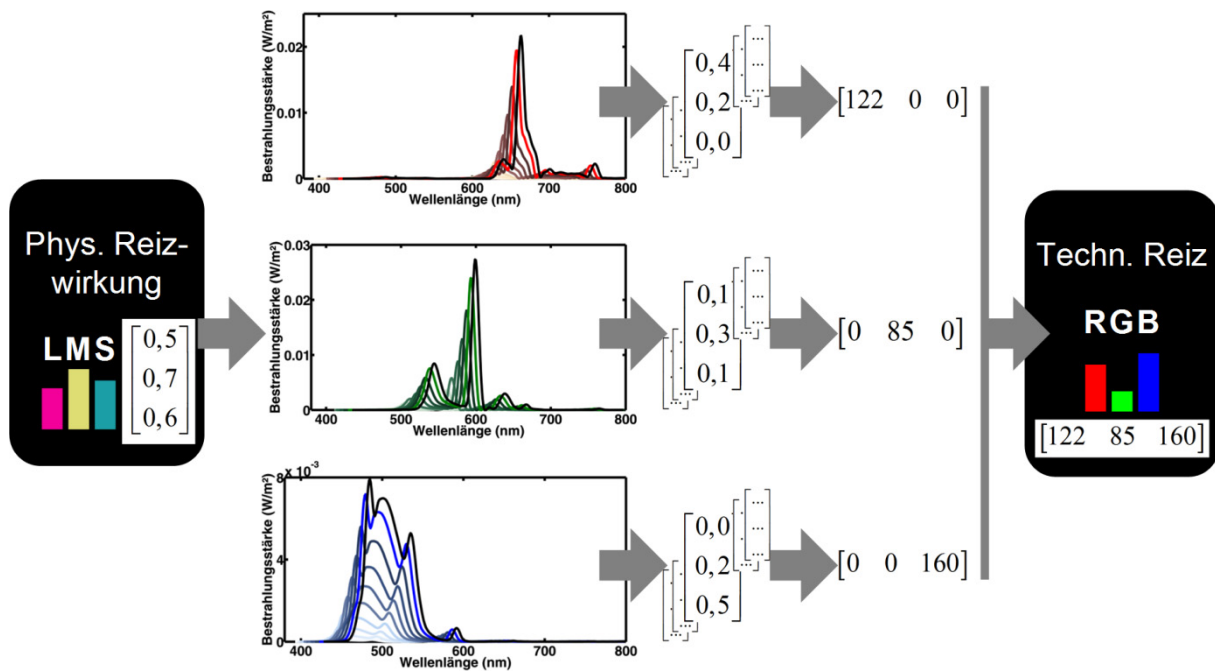 Phys. Reiz-
wirkung
LMS
0,5
0,7
0,6
Bestrahlungsstärke (W/m²)
0.02
0.01
0
400 500 600 700 800
Wellenlänge (nm)
0,4
0,2
0,0
...
...
...
...
...
[122 0 0]
Bestrahlungsstärke (W/m²)
0.03
0.02
0.01
0
400 500 600 700 800
Wellenlänge (nm)
0,1
0,3
0,1
...
...
...
...
...
[0 85 0]
Bestrahlungsstärke (W/m²)
x 10⁻³
8
4
0
400 500 600 700 800
Wellenlänge (nm)
0,0
0,2
0,5
...
...
...
...
...
[0 0 160]
Techn. Reiz
RGB
[122 85 160]